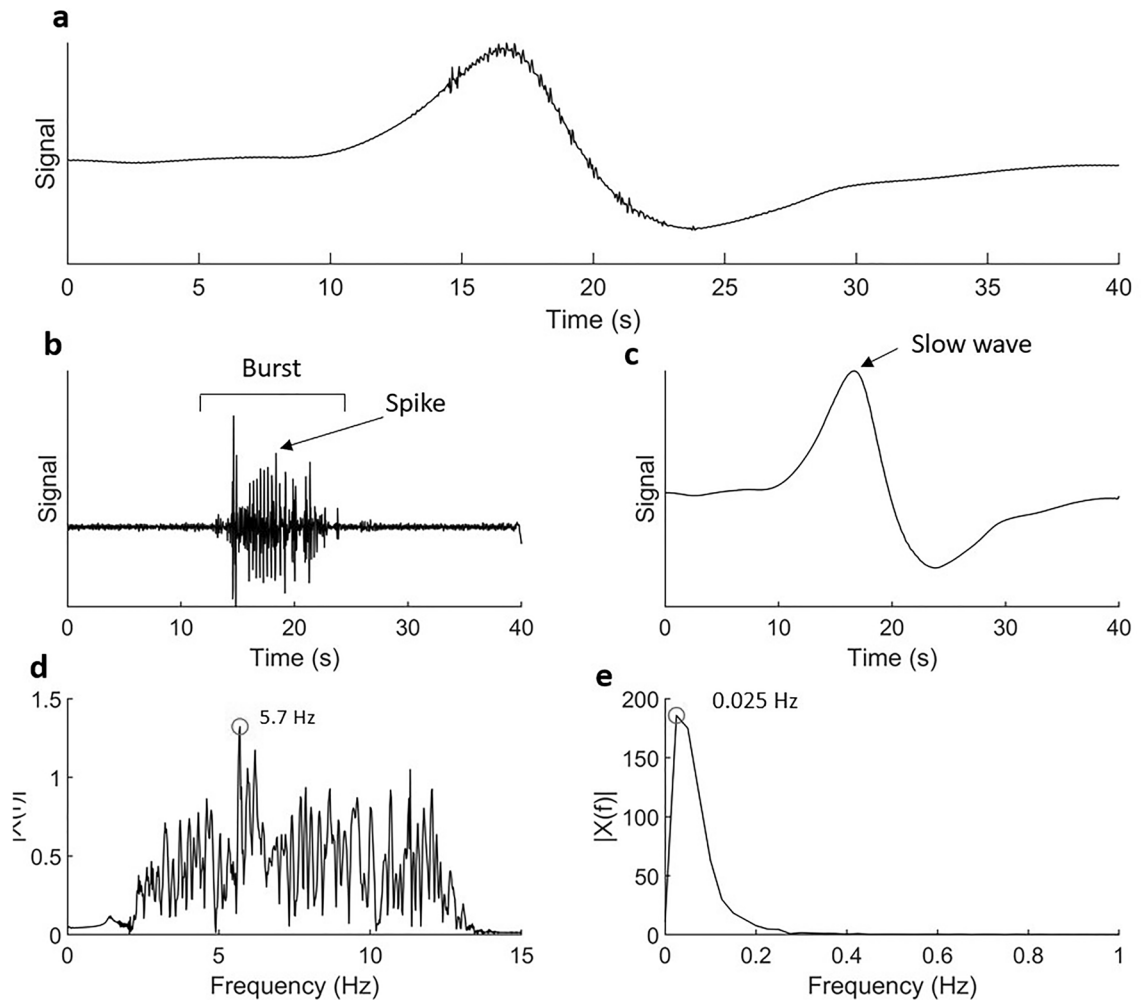 a
Signal
0 5 10 15 20 25 30 35 40
Time (s)
b
Burst
Spike
Signal
0 10 20 30 40
Time (s)
c
Slow wave
Signal
0 10 20 30 40
Time (s)
d
1.5
1
0.5
0
5.7 Hz
0 5 10 15
Frequency (Hz)
e
200
150
100
50
0
0.025 Hz
|X(f)|
0 0.2 0.4 0.6 0.8 1
Frequency (Hz)